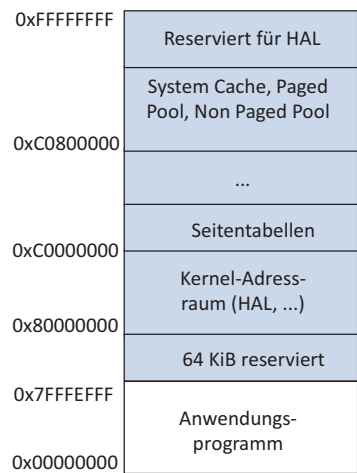 0xFFFFFFFF
Reserviert für HAL
System Cache, Paged
Pool, Non Paged Pool
0xC0800000
...
Seitentabellen
0xC0000000
Kernel-Adress-
raum (HAL, ...)
0x80000000
64 KiB reserviert
0x7FFFEFFF
Anwendungs-
programm
0x00000000